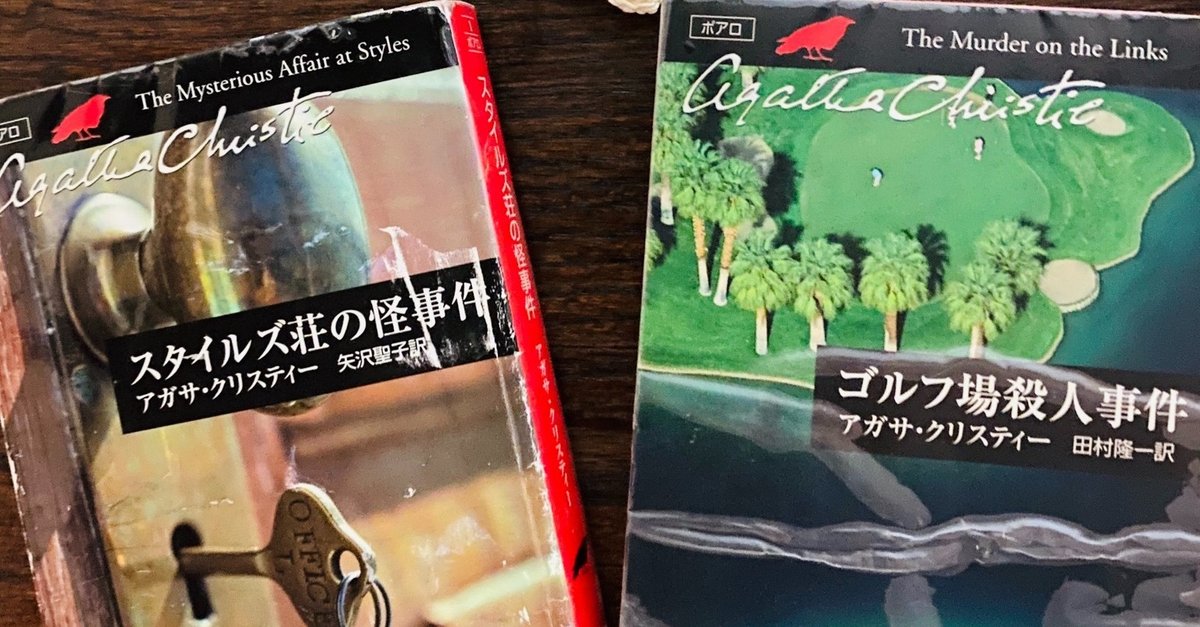 アロ
The Mysterious Affair at Styles
Agatha Christie
スタイルズ荘の怪事件
アガサ・クリスティー 矢沢聖子訳
1
ポアロ
スタイルズ荘の怪事件 アガサ・クリスティー
OFFIC
ポアロ
The Murder on the Links
Agatha Christie
ゴルフ場殺人事件
アガサ・クリスティー 田村隆一訳